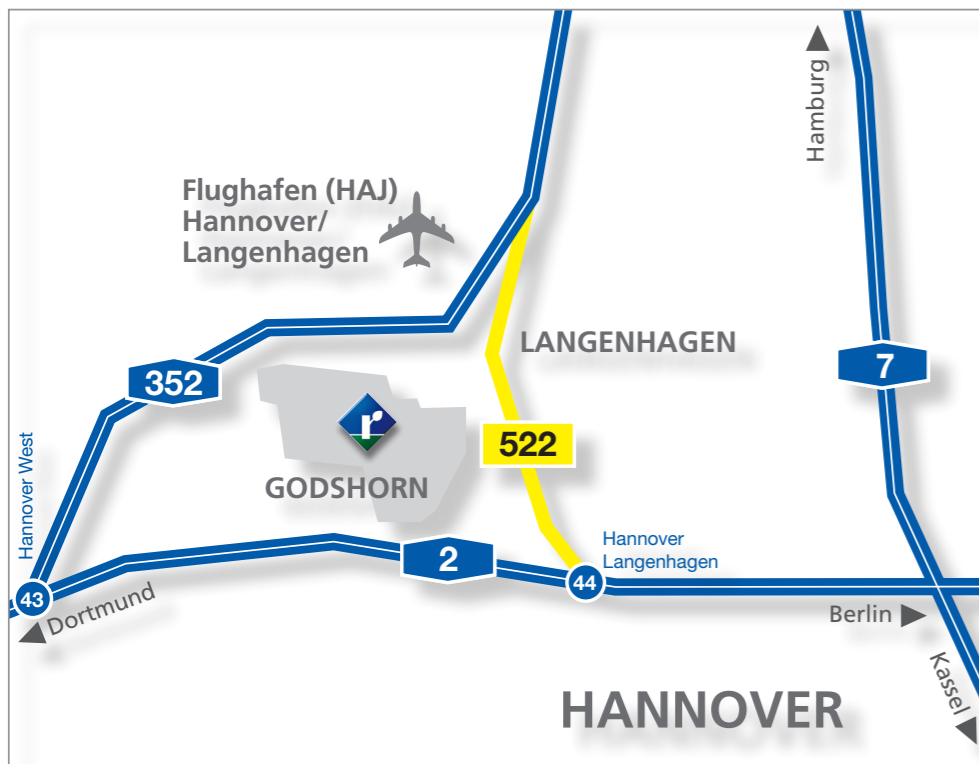 Hamburg
Flughafen (HAJ)
Hannover/
Langenhagen
LANGENHAGEN
352
7
522
GODSHORN
Hannover West
2
Hannover
Langenhagen
44
43
Dortmund
Berlin
Kassel
HANNOVER
r